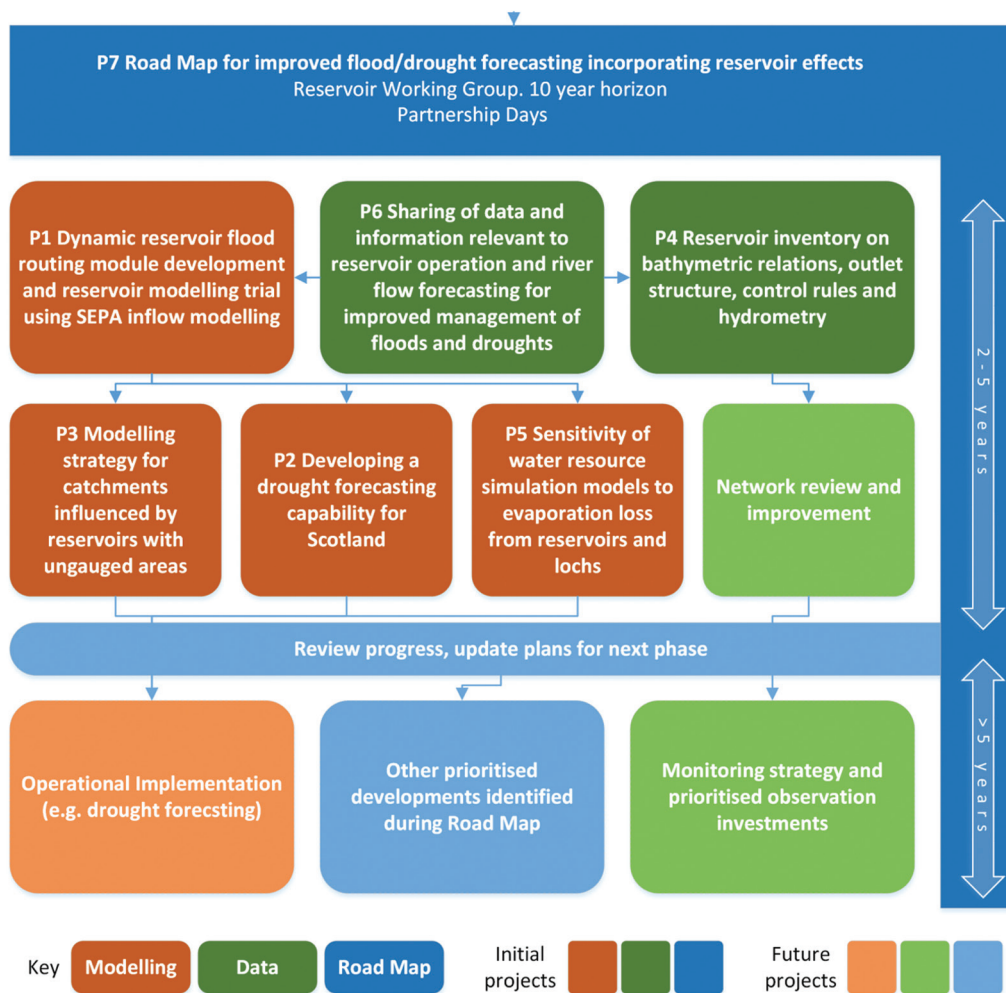 P7 Road Map for improved flood/drought forecasting incorporating reservoir effects
Reservoir Working Group. 10 year horizon
Partnership Days
P1 Dynamic reservoir flood
routing module development
and reservoir modelling trial
using SEPA inflow modelling
P6 Sharing of data and
information relevant to
reservoir operation and river
flow forecasting for
improved management of
floods and droughts
P4 Reservoir inventory on
bathymetric relations, outlet
structure, control rules and
hydrometry
2-5 years
P3 Modelling
strategy for
catchments
influenced by
reservoirs with
ungauged areas
P2 Developing a
drought forecasting
capability for
Scotland
P5 Sensitivity of
water resource
simulation models to
evaporation loss
from reservoirs and
lochs
Network review and
improvement
Review progress, update plans for next phase
Operational Implementation
(e.g. drought forecsting)
Other prioritised
developments identified
during Road Map
Monitoring strategy and
prioritised observation
investments
>5 years
Key
Modelling
Data
Road Map
Initial
projects
Future
projects